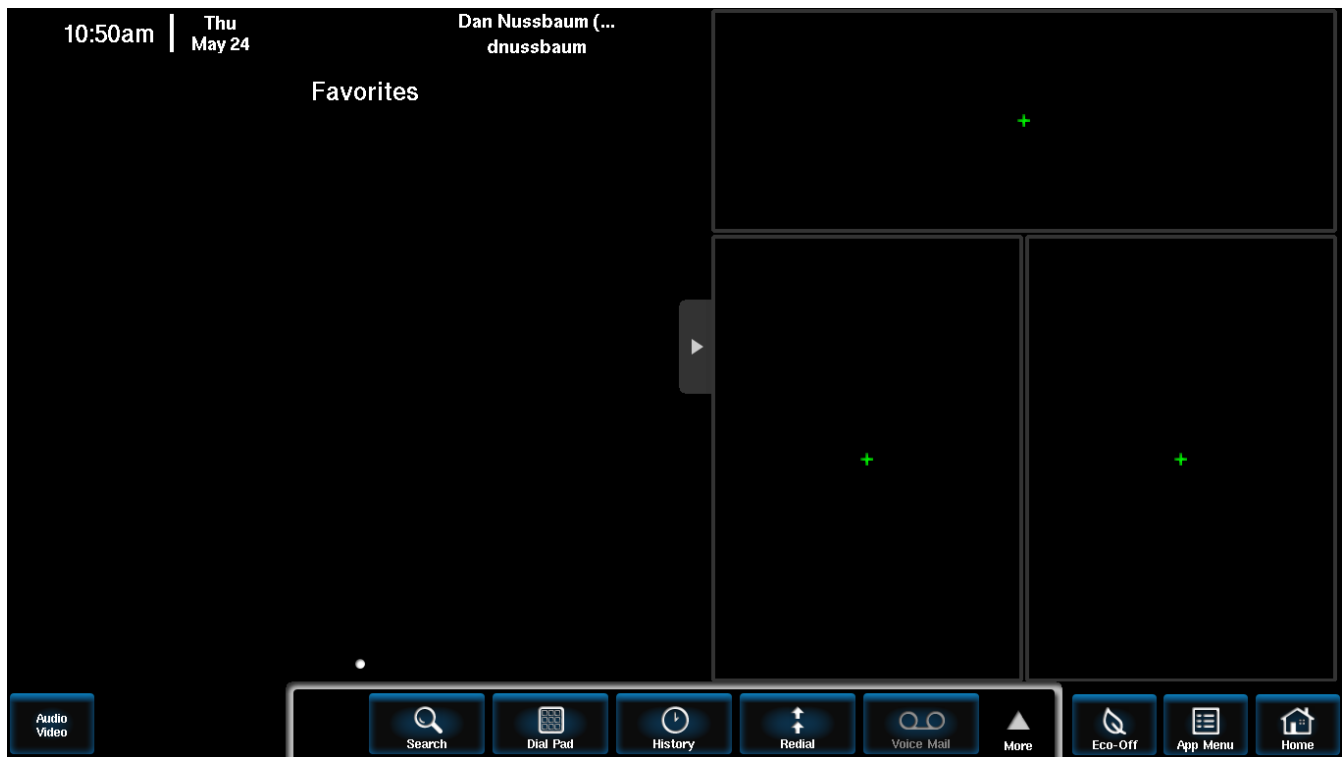 10:50am
Thu
May 24
Dan Nussbaum (...
dnussbaum
Favorites
Audio
Video
Search
Dial Pad
History
Redial
Voice Mail
More
Eco-Off
App Menu
Home